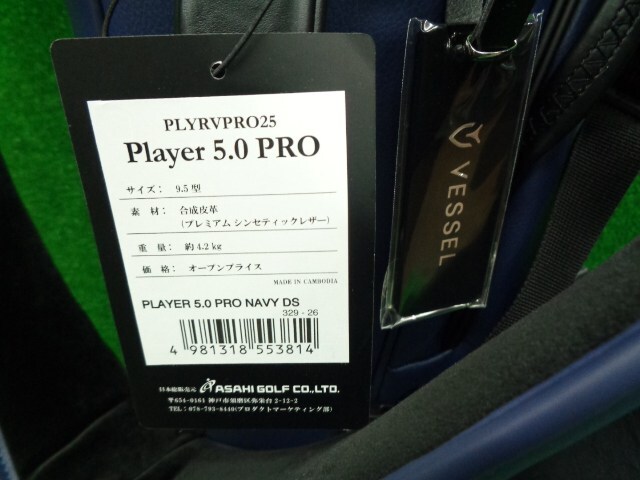 PLYRVPRO25
Player 5.0 PRO
サイズ： 9.5型
素　材： 合成皮革
（プレミアム シンセティックレザー）
重　量： 約4.2kg
価　格： オープンプライス
MADE IN CAMBODIA
PLAYER 5.0 PRO NAVY DS
329 - 26
4 981318 553814
日本総販売元 ASAHI GOLF CO.,LTD.
〒654-0161 神戸市須磨区弥栄台2-12-2
TEL：078-793-8440(プロダクトマーケティング部)
VESSEL